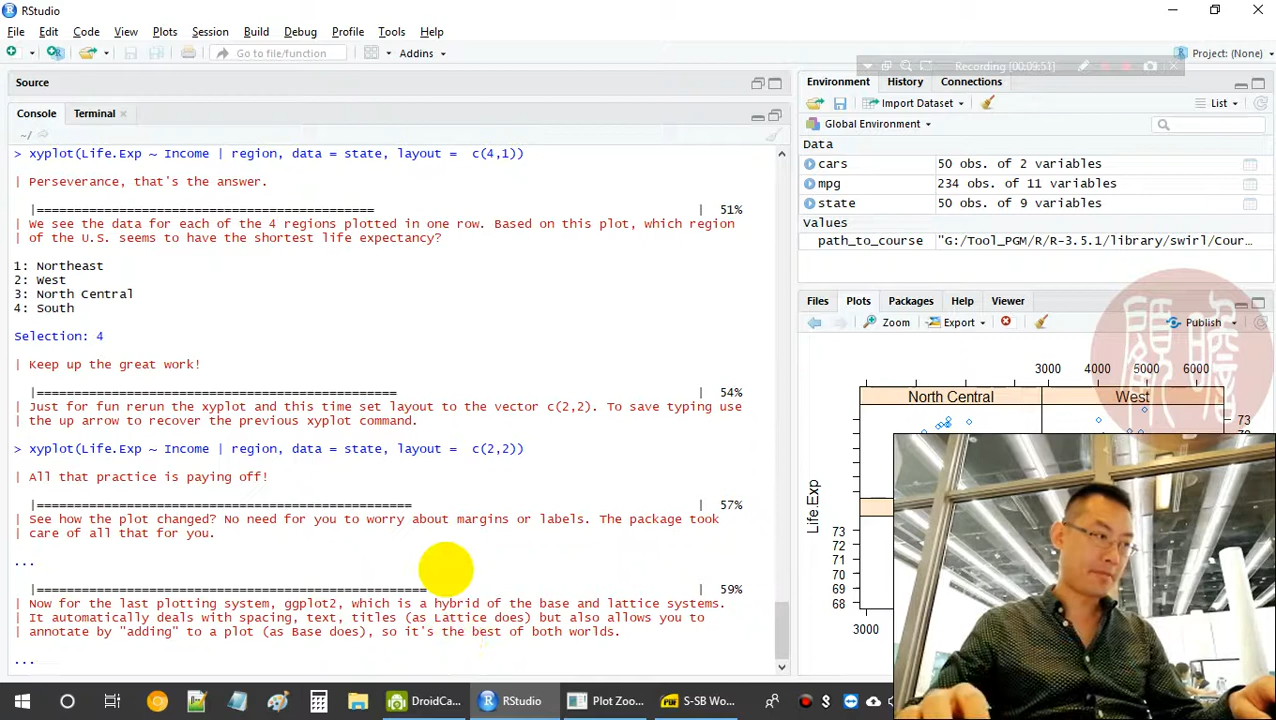 RStudio
File Edit Code View Plots Session Build Debug Profile Tools Help
Go to file/function
Addins
Project: (None)
Recording [00:09:51]
Source
Console Terminal
~/
> xyplot(Life.Exp ~ Income | region, data = state, layout =  c(4,1))
| Perseverance, that's the answer.
|============================================= | 51%
| We see the data for each of the 4 regions plotted in one row. Based on this plot, which region
| of the U.S. seems to have the shortest life expectancy?
1: Northeast
2: West
3: North Central
4: South
Selection: 4
| Keep up the great work!
|================================================ | 54%
| Just for fun rerun the xyplot and this time set layout to the vector c(2,2). To save typing use
| the up arrow to recover the previous xyplot command.
> xyplot(Life.Exp ~ Income | region, data = state, layout =  c(2,2))
| All that practice is paying off!
|================================================== | 57%
| See how the plot changed? No need for you to worry about margins or labels. The package took
| care of all that for you.
...
|==================================================== | 59%
| Now for the last plotting system, ggplot2, which is a hybrid of the base and lattice systems.
| It automatically deals with spacing, text, titles (as Lattice does) but also allows you to
| annotate by "adding" to a plot (as Base does), so it's the best of both worlds.
...
Environment History Connections
Import Dataset List
Global Environment
Data
cars 50 obs. of 2 variables
mpg 234 obs. of 11 variables
state 50 obs. of 9 variables
Values
path_to_course "G:/Tool_PGM/R/R-3.5.1/library/swirl/Cour…
Files Plots Packages Help Viewer
Zoom Export Publish
3000 4000 5000 6000
North Central West
73
Life.Exp
73
72
71
70
69
68
3000
DroidCa... RStudio Plot Zoo... S-SB Wo...